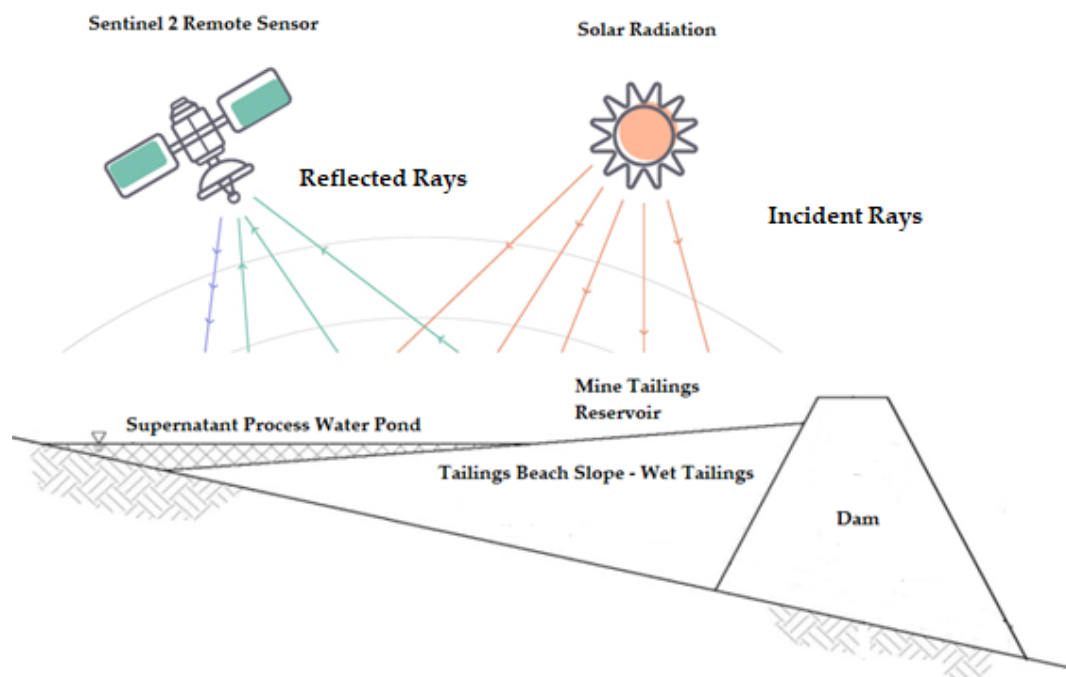 Sentinel 2 Remote Sensor
Solar Radiation
Reflected Rays
Incident Rays
Mine Tailings
Reservoir
Supernatant Process Water Pond
Tailings Beach Slope - Wet Tailings
Dam